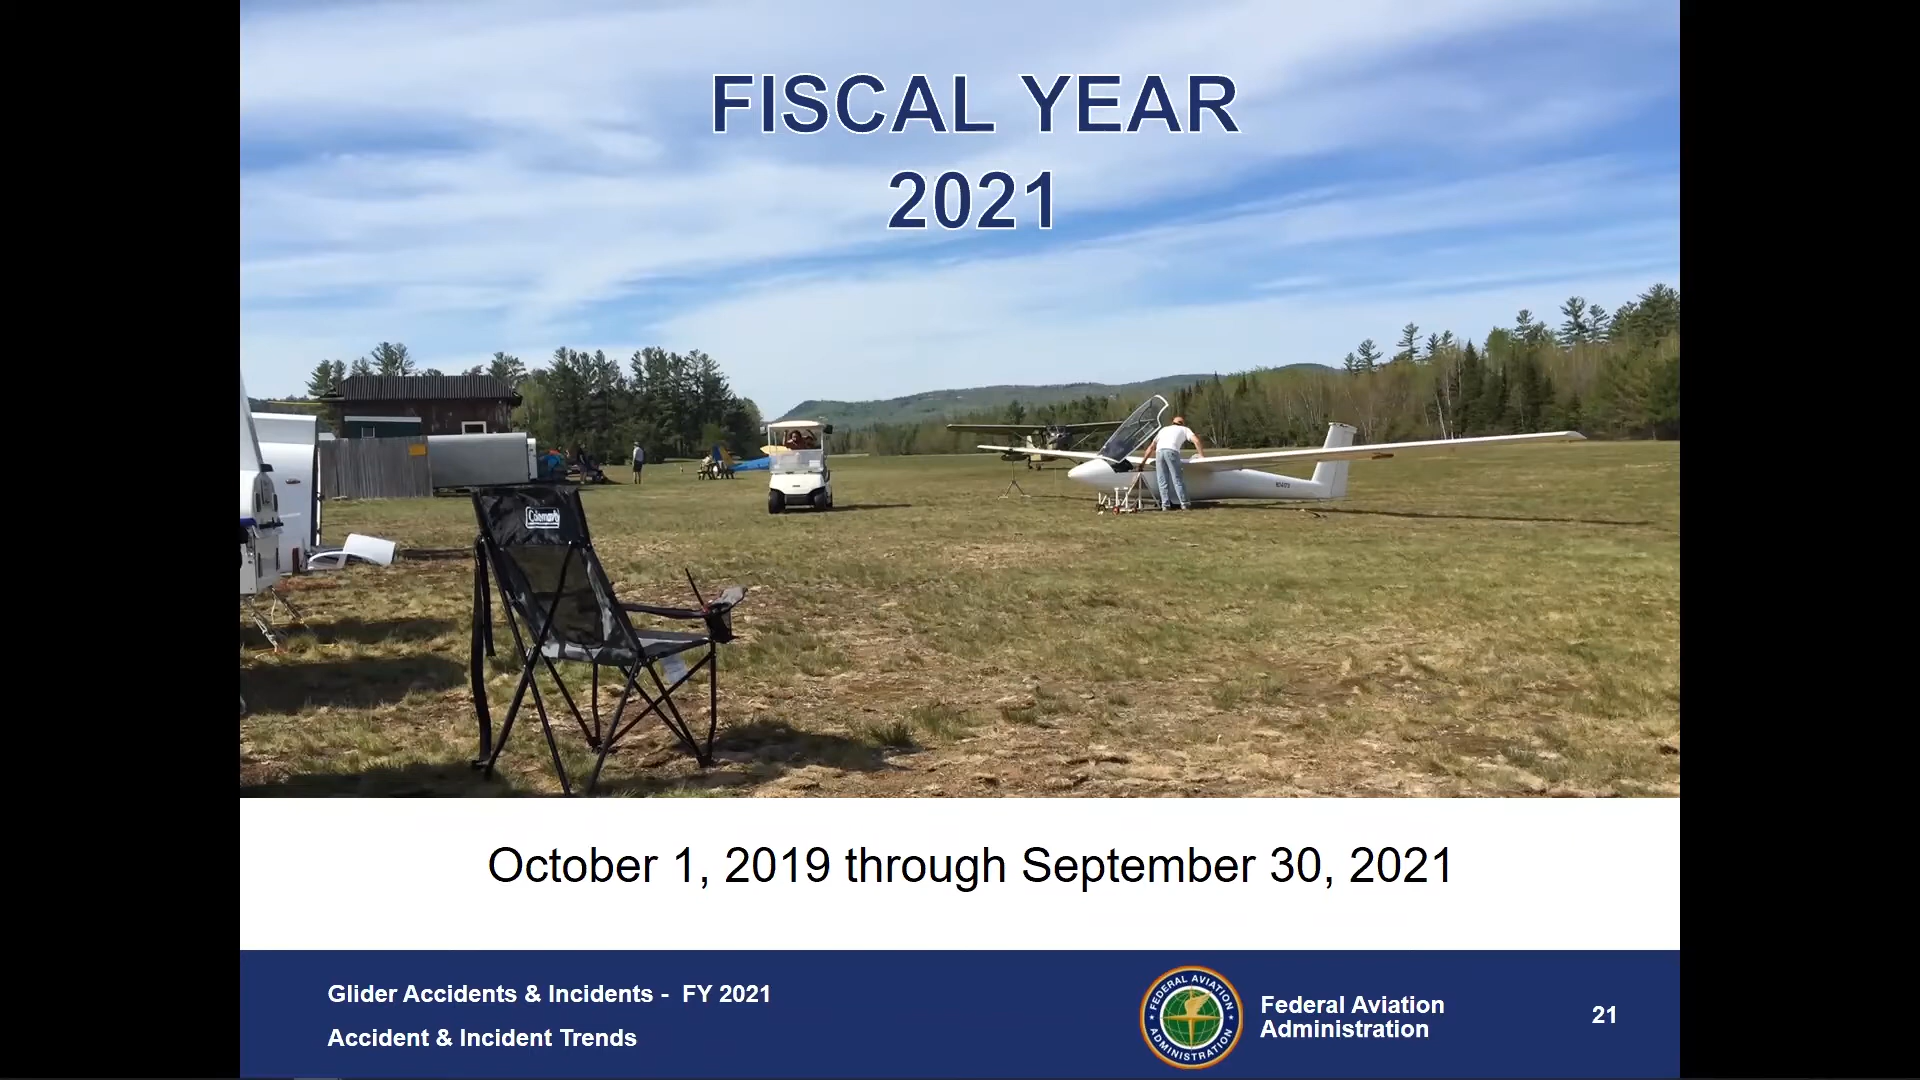 FISCAL YEAR
2021
Coleman
October 1, 2019 through September 30, 2021
Glider Accidents & Incidents - FY 2021
Accident & Incident Trends
FEDERAL AVIATION
ADMINISTRATION
Federal Aviation
Administration
21